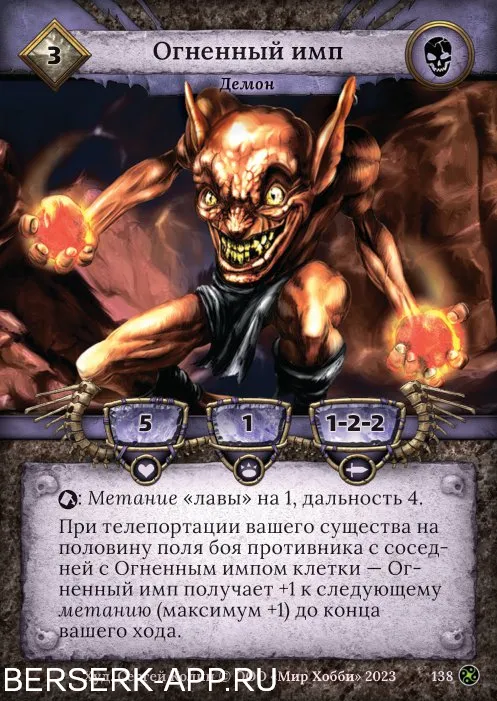 3
Огненный имп
Демон
5
1
1-2-2
: Метание «лавы» на 1, дальность 4.
При телепортации вашего существа на
половину поля боя противника с сосед-
ней с Огненным импом клетки — Ог-
ненный имп получает +1 к следующему
метанию (максимум +1) до конца
вашего хода.
ООО «Мир Хобби» 2023
138
BERSERK-APP.РУ